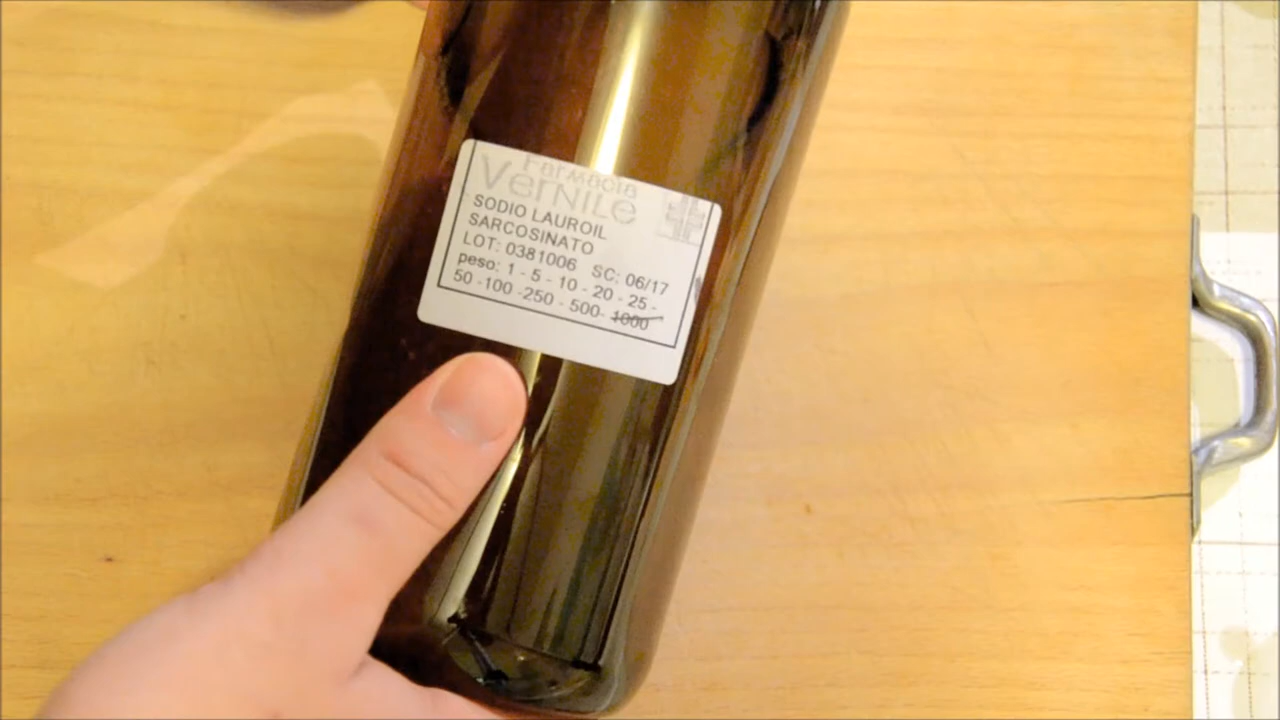 Farmacia
VerNiLe
SODIO LAUROIL
SARCOSINATO
LOT: 0381006 SC: 06/17
peso: 1 - 5 - 10 - 20 - 25 -
50 -100 -250 - 500- 1000